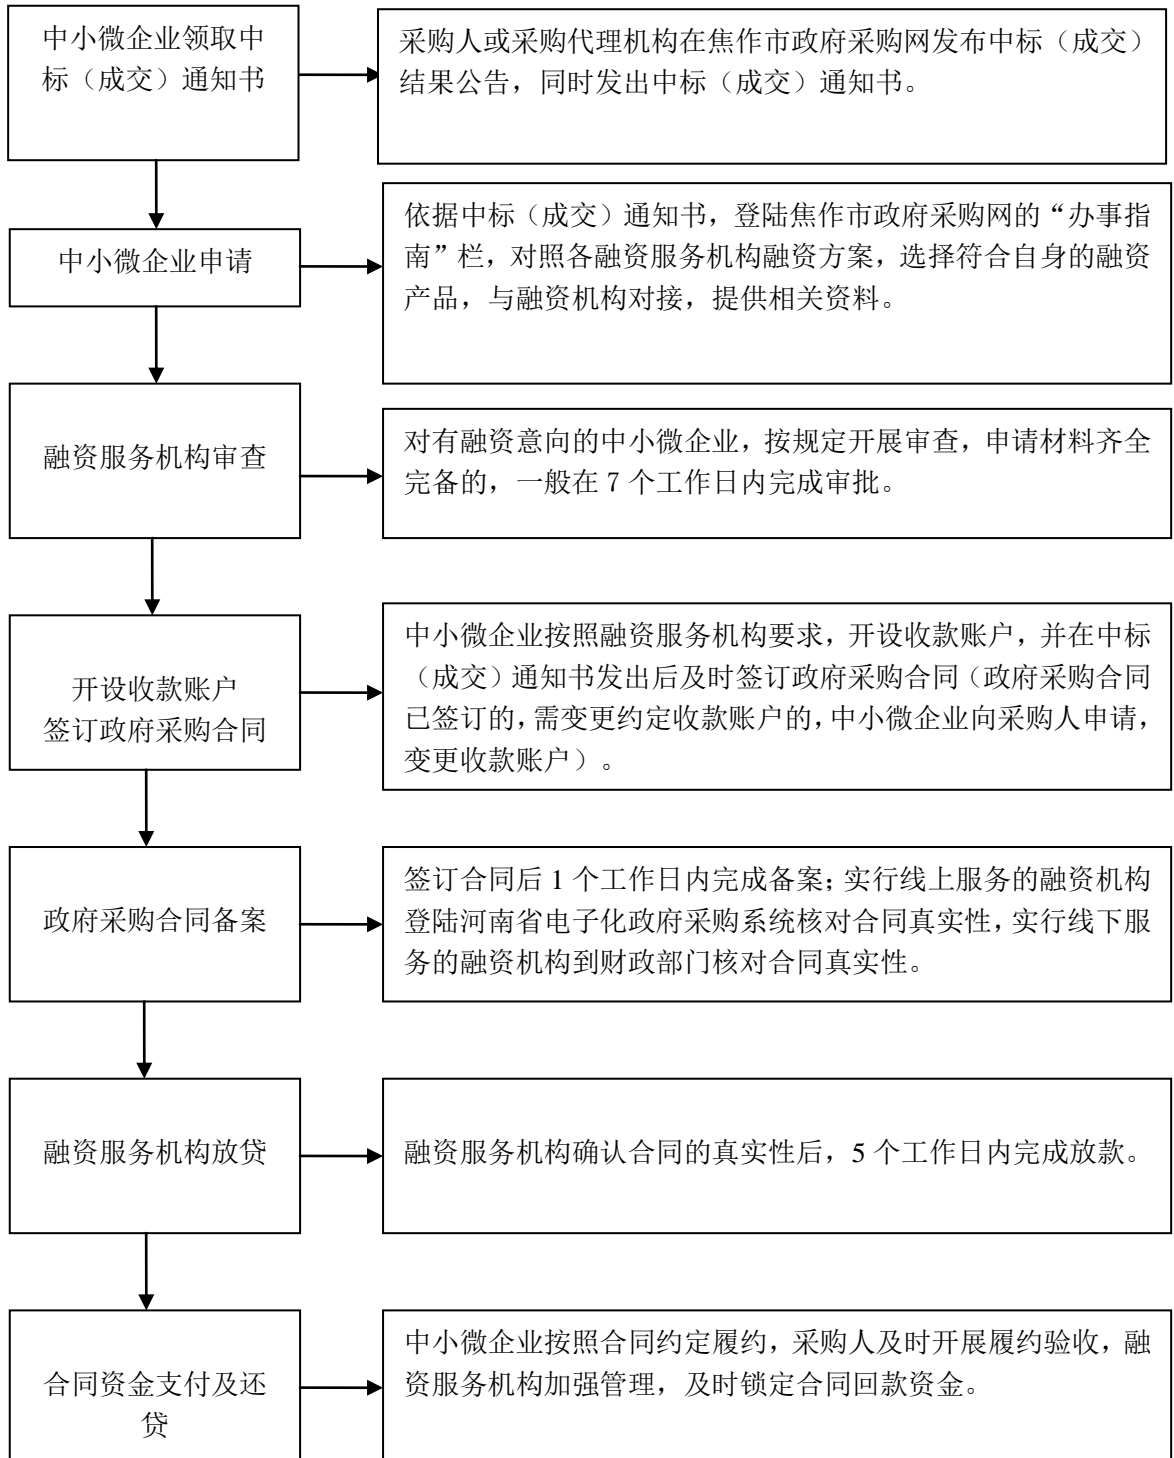 中小微企业领取中
标（成交）通知书
采购人或采购代理机构在焦作市政府采购网发布中标（成交）
结果公告，同时发出中标（成交）通知书。
中小微企业申请
依据中标（成交）通知书，登陆焦作市政府采购网的“办事指
南”栏，对照各融资服务机构融资方案，选择符合自身的融资
产品，与融资机构对接，提供相关资料。
融资服务机构审查
对有融资意向的中小微企业，按规定开展审查，申请材料齐全
完备的，一般在 7 个工作日内完成审批。
开设收款账户
签订政府采购合同
中小微企业按照融资服务机构要求，开设收款账户，并在中标
（成交）通知书发出后及时签订政府采购合同（政府采购合同
已签订的，需变更约定收款账户的，中小微企业向采购人申请，
变更收款账户）。
政府采购合同备案
签订合同后 1 个工作日内完成备案；实行线上服务的融资机构
登陆河南省电子化政府采购系统核对合同真实性，实行线下服
务的融资机构到财政部门核对合同真实性。
融资服务机构放贷
融资服务机构确认合同的真实性后，5 个工作日内完成放款。
合同资金支付及还
贷
中小微企业按照合同约定履约，采购人及时开展履约验收，融
资服务机构加强管理，及时锁定合同回款资金。